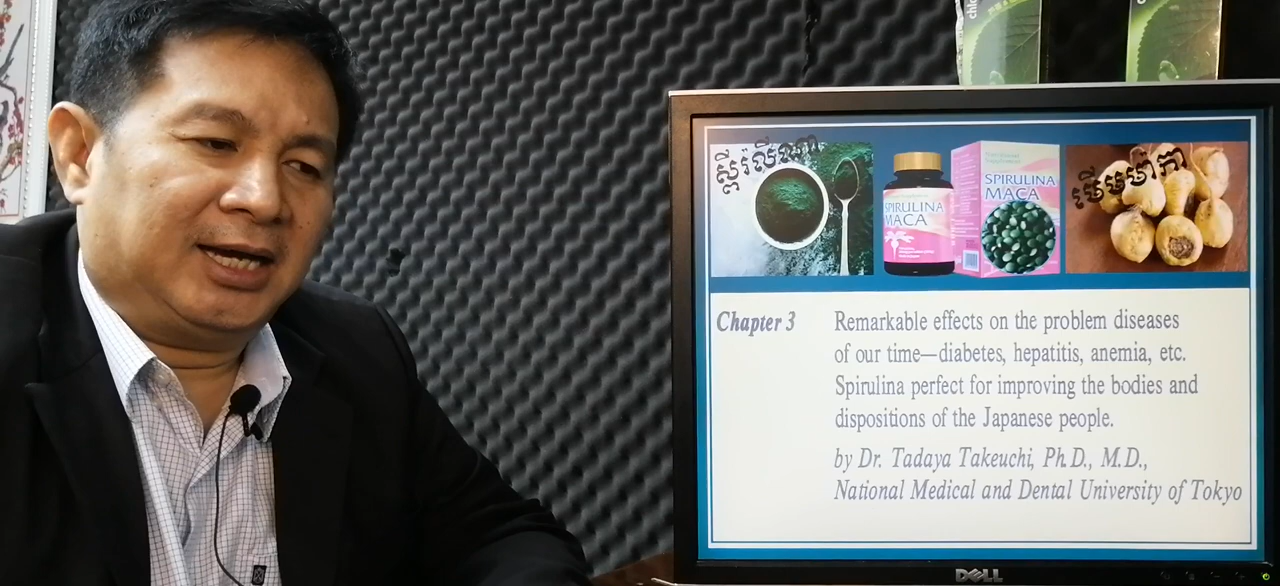 ស្ពីរូលីណា
មើមម៉ាកា
SPIRULINA
MACA
SPIRULINA
MACA
Chapter 3 Remarkable effects on the problem diseases
of our time—diabetes, hepatitis, anemia, etc.
Spirulina perfect for improving the bodies and
dispositions of the Japanese people.
by Dr. Tadaya Takeuchi, Ph.D., M.D.,
National Medical and Dental University of Tokyo
DELL